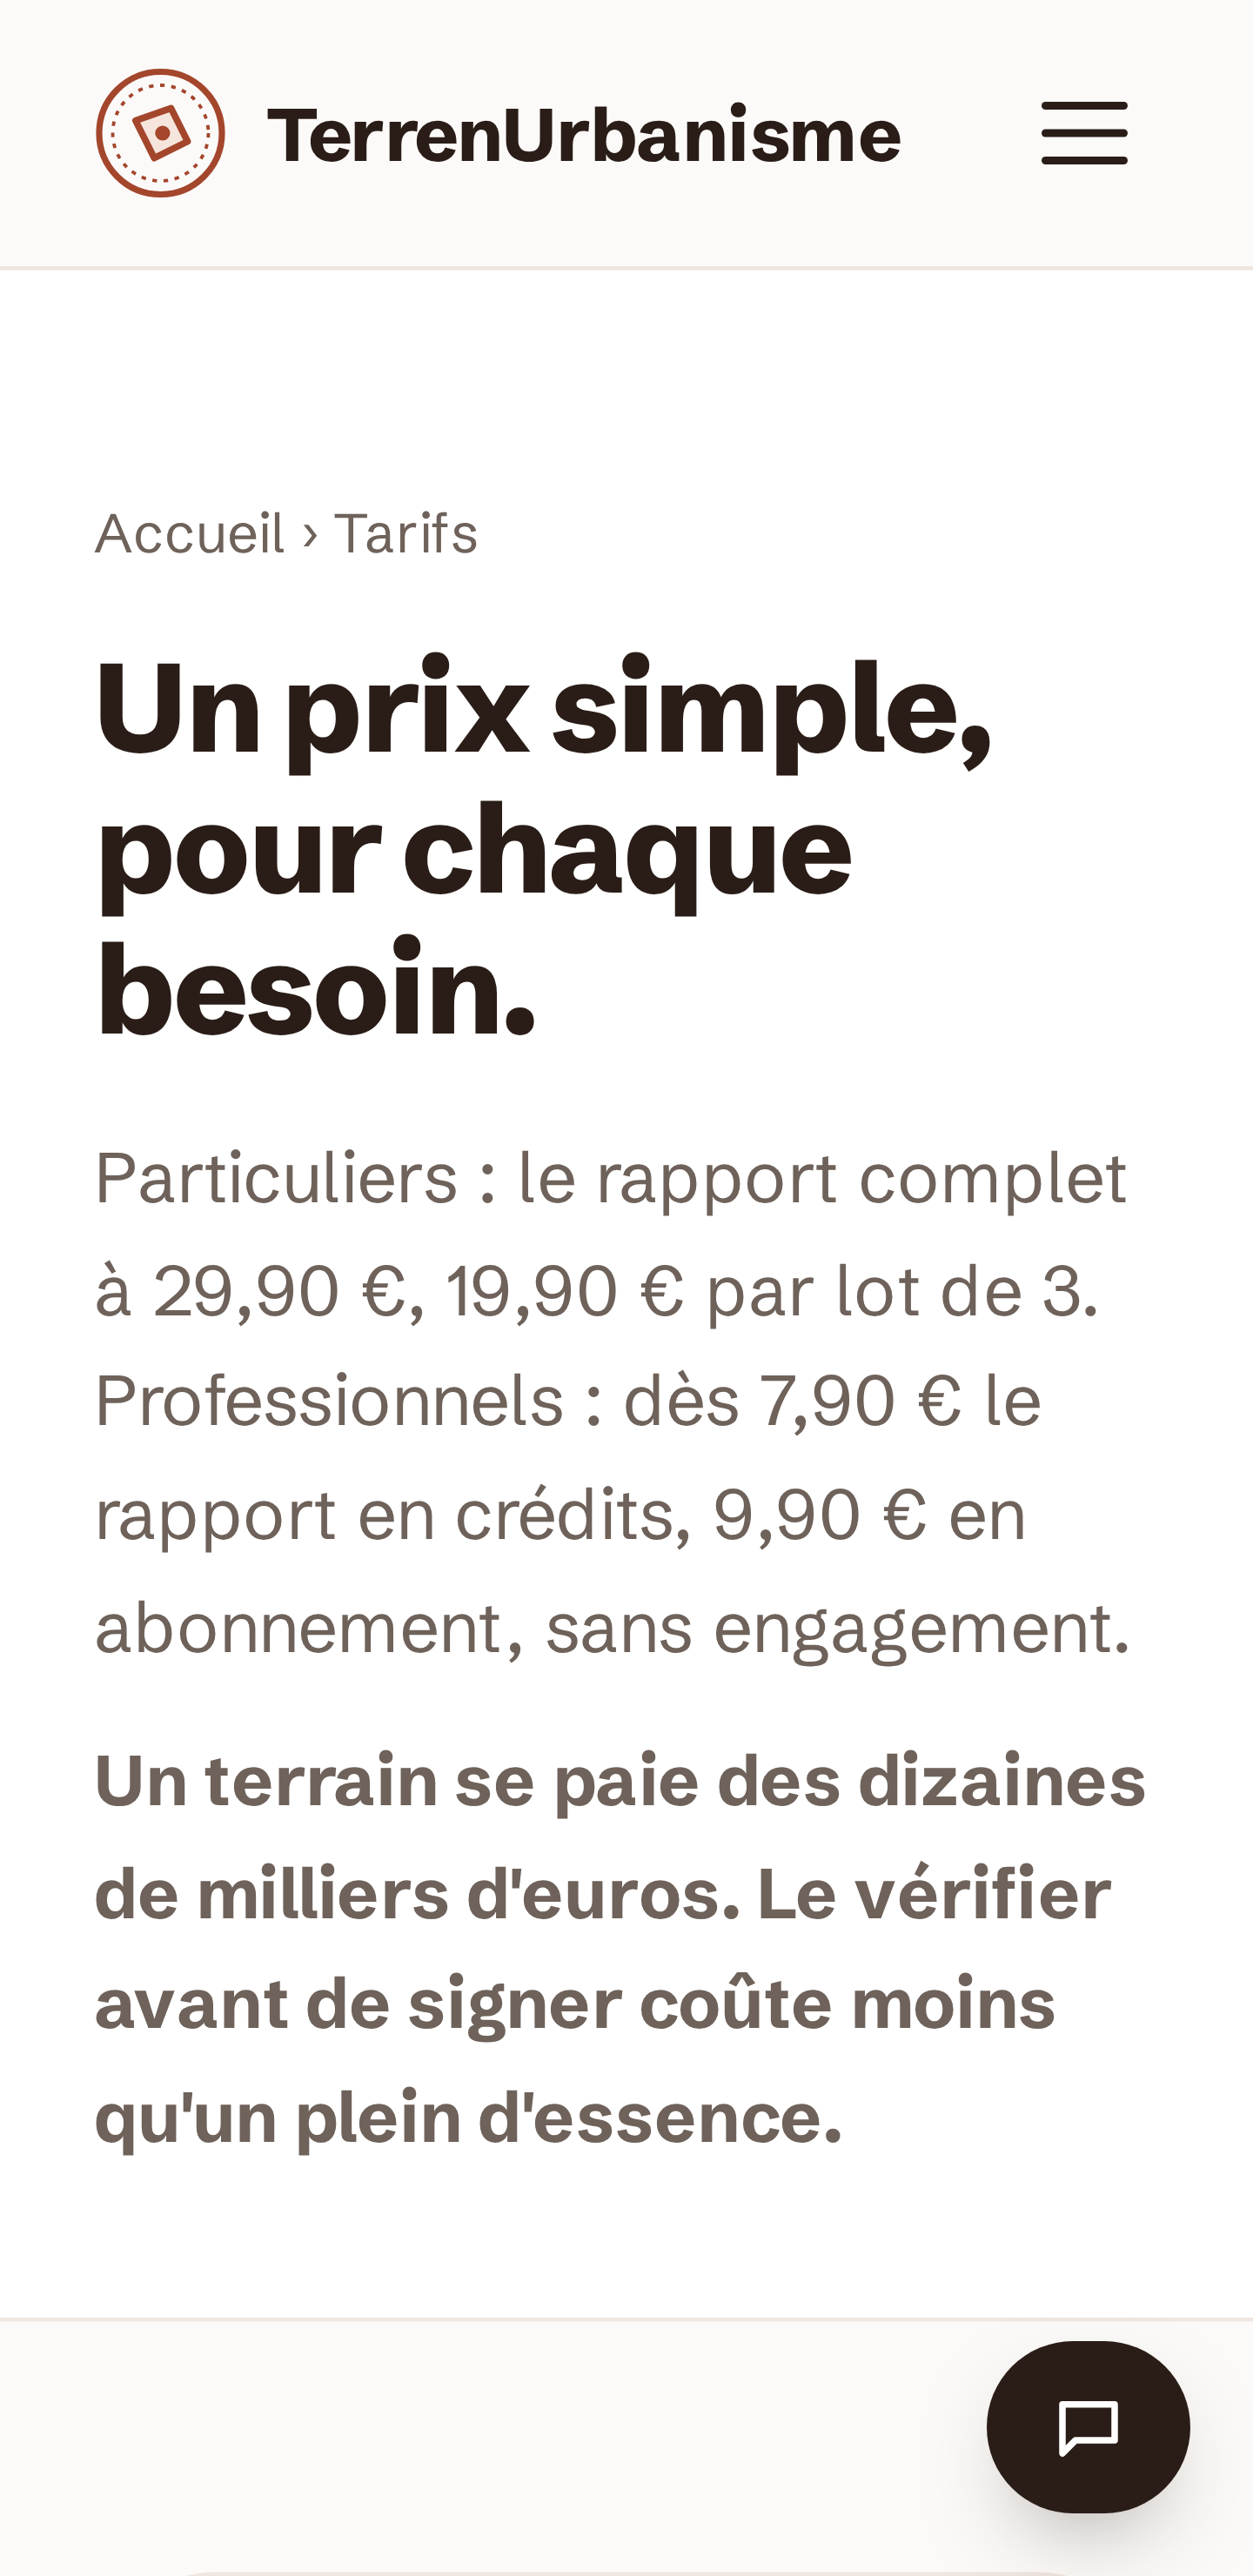 TerrenUrbanisme
Accueil › Tarifs
Un prix simple,
pour chaque
besoin.
Particuliers : le rapport complet
à 29,90 €, 19,90 € par lot de 3.
Professionnels : dès 7,90 € le
rapport en crédits, 9,90 € en
abonnement, sans engagement.
Un terrain se paie des dizaines
de milliers d'euros. Le vérifier
avant de signer coûte moins
qu'un plein d'essence.